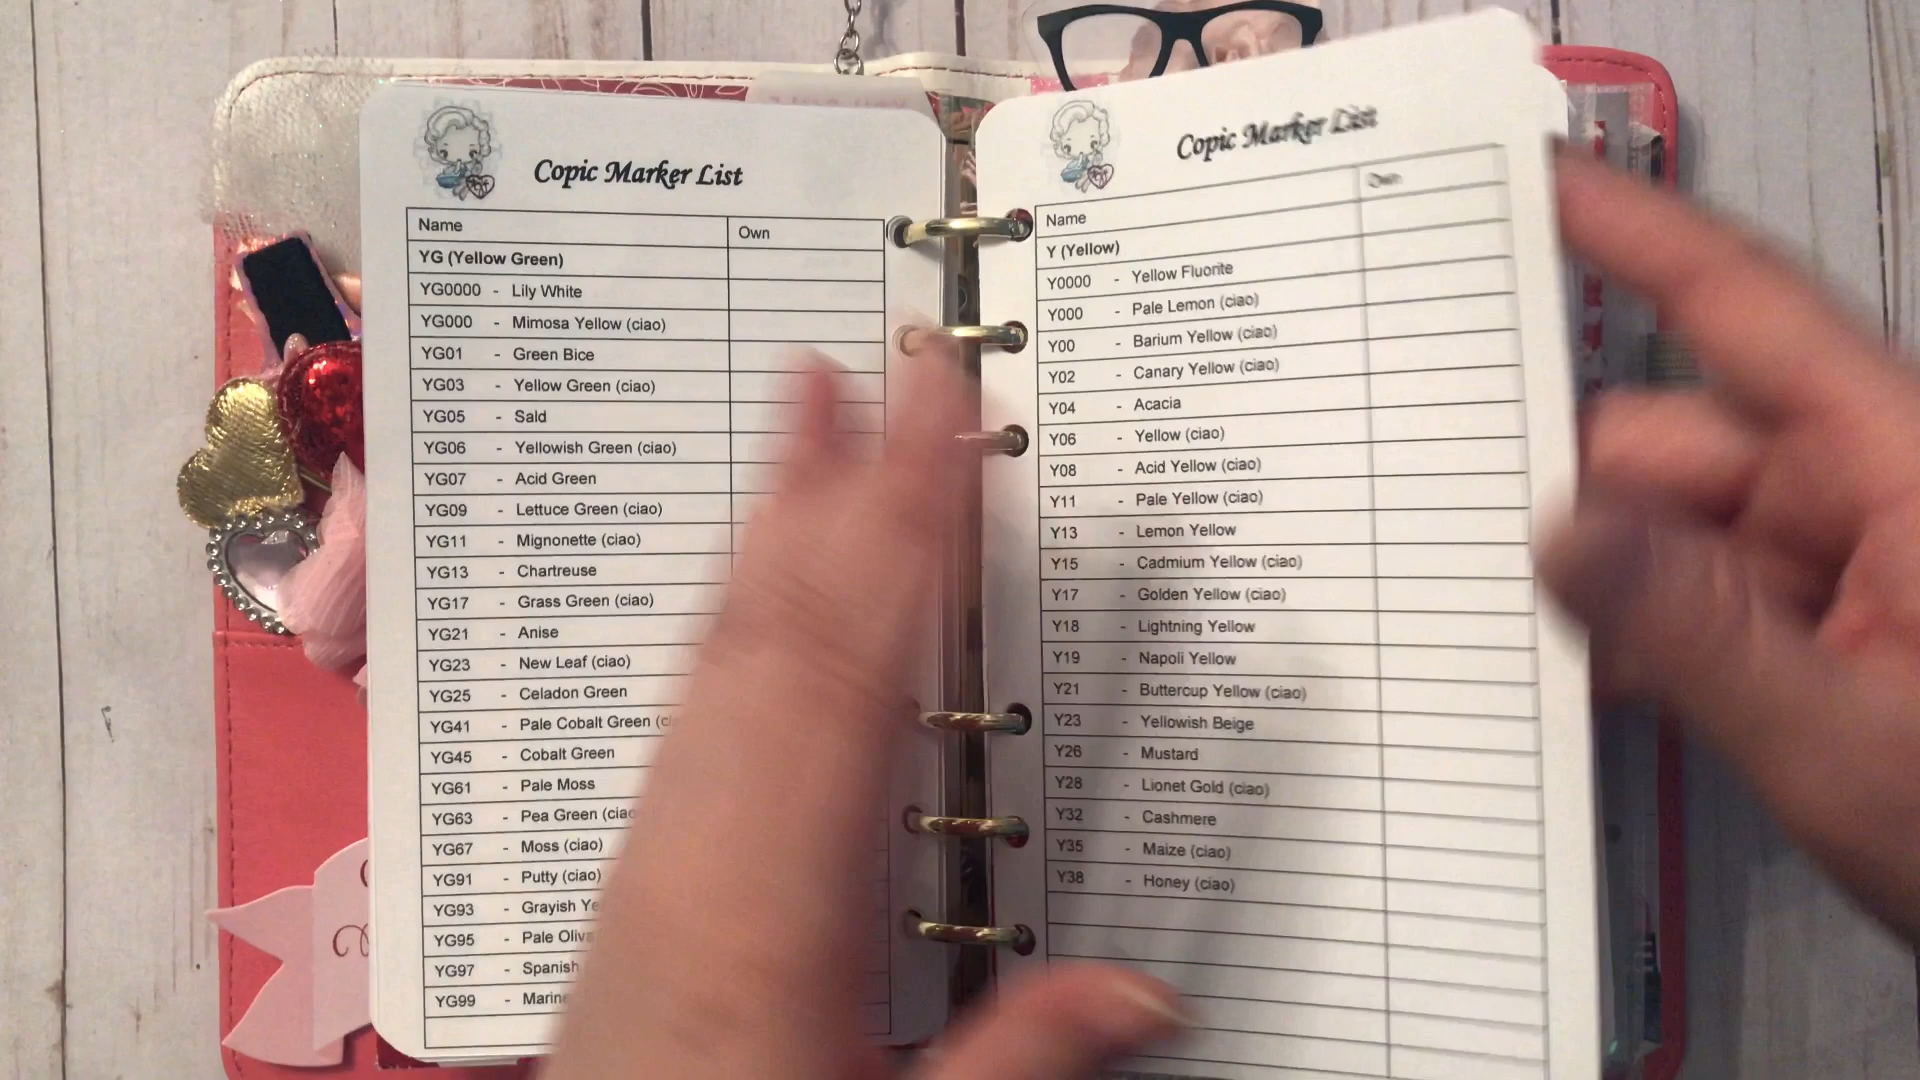 Copic Marker List
Name Own
YG (Yellow Green)
YG0000 - Lily White
YG000 - Mimosa Yellow (ciao)
YG01 - Green Bice
YG03 - Yellow Green (ciao)
YG05 - Sald
YG06 - Yellowish Green (ciao)
YG07 - Acid Green
YG09 - Lettuce Green (ciao)
YG11 - Mignonette (ciao)
YG13 - Chartreuse
YG17 - Grass Green (ciao)
YG21 - Anise
YG23 - New Leaf (ciao)
YG25 - Celadon Green
YG41 - Pale Cobalt Green
YG45 - Cobalt Green
YG61 - Pale Moss
YG63 - Pea Green (ciao
YG67 - Moss (ciao)
YG91 - Putty (ciao)
YG93 - Grayish
YG95 - Pale
YG97 - Spanish
YG99 -
Copic Marker List
Name Own
Y (Yellow)
Y0000 - Yellow Fluorite
Y000 - Pale Lemon (ciao)
Y00 - Barium Yellow (ciao)
Y02 - Canary Yellow (ciao)
Y04 - Acacia
Y06 - Yellow (ciao)
Y08 - Acid Yellow (ciao)
Y11 - Pale Yellow (ciao)
Y13 - Lemon Yellow
Y15 - Cadmium Yellow (ciao)
Y17 - Golden Yellow (ciao)
Y18 - Lightning Yellow
Y19 - Napoli Yellow
Y21 - Buttercup Yellow (ciao)
Y23 - Yellowish Beige
Y26 - Mustard
Y28 - Lionet Gold (ciao)
Y32 - Cashmere
Y35 - Maize (ciao)
Y38 - Honey (ciao)